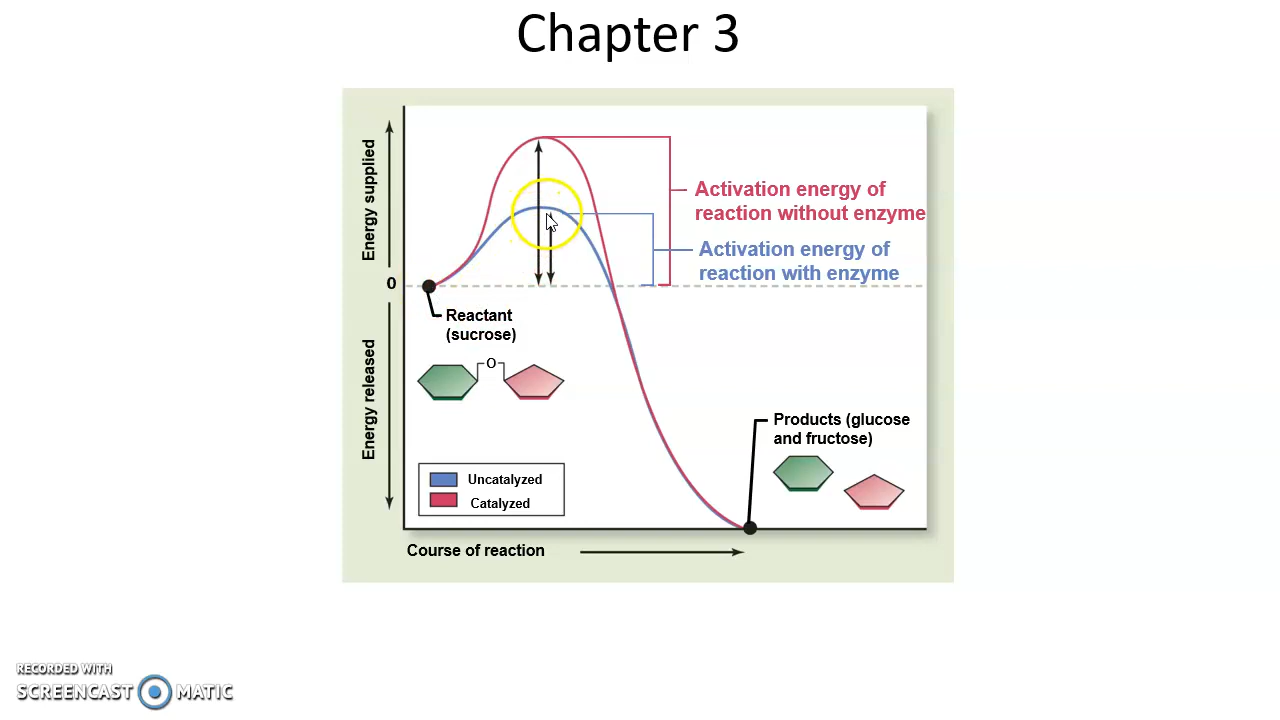 Chapter 3
Energy supplied
Activation energy of
reaction without enzyme
Activation energy of
reaction with enzyme
0
Reactant
(sucrose)
O
Energy released
Products (glucose
and fructose)
Uncatalyzed
Catalyzed
Course of reaction
RECORDED WITH
SCREENCAST MATIC